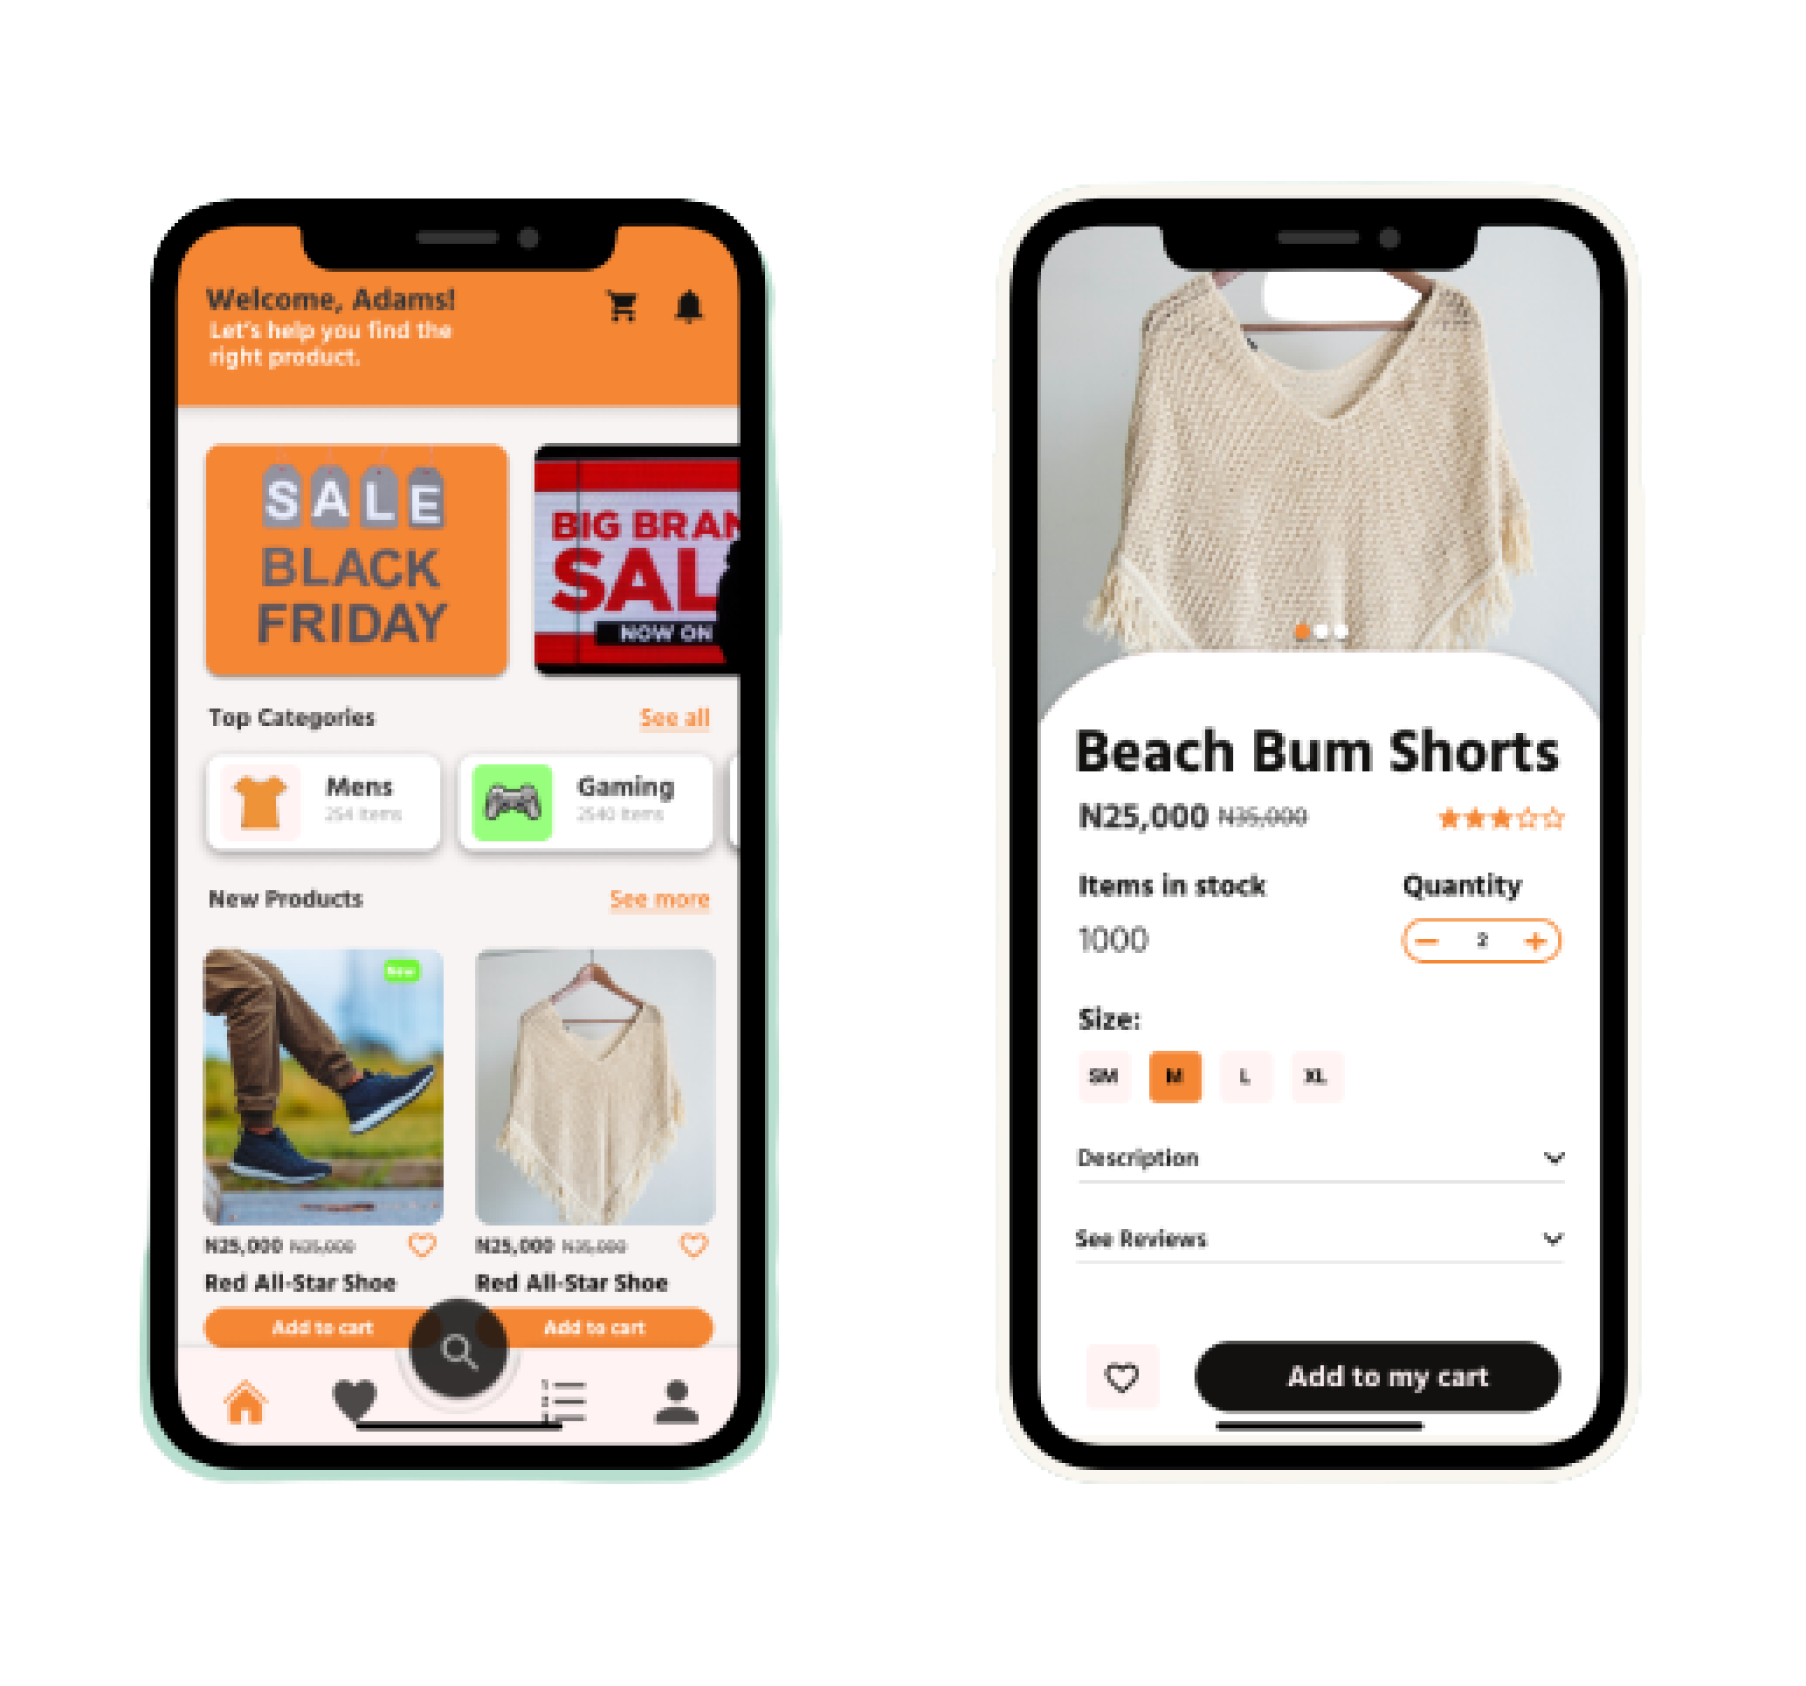 Welcome, Adams!
Let's help you find the
right product.
SALE
BLACK
FRIDAY
BIG BRAN
SAL
NOW ON
Top Categories
See all
Mens
254 Items
Gaming
2540 Items
New Products
See more
New
N25,000 N35,000
N25,000 N35,000
Red All-Star Shoe
Red All-Star Shoe
Add to cart
Add to cart
Beach Bum Shorts
N25,000 N35,000
Items in stock
Quantity
1000
2
Size:
SM M L XL
Description
See Reviews
Add to my cart